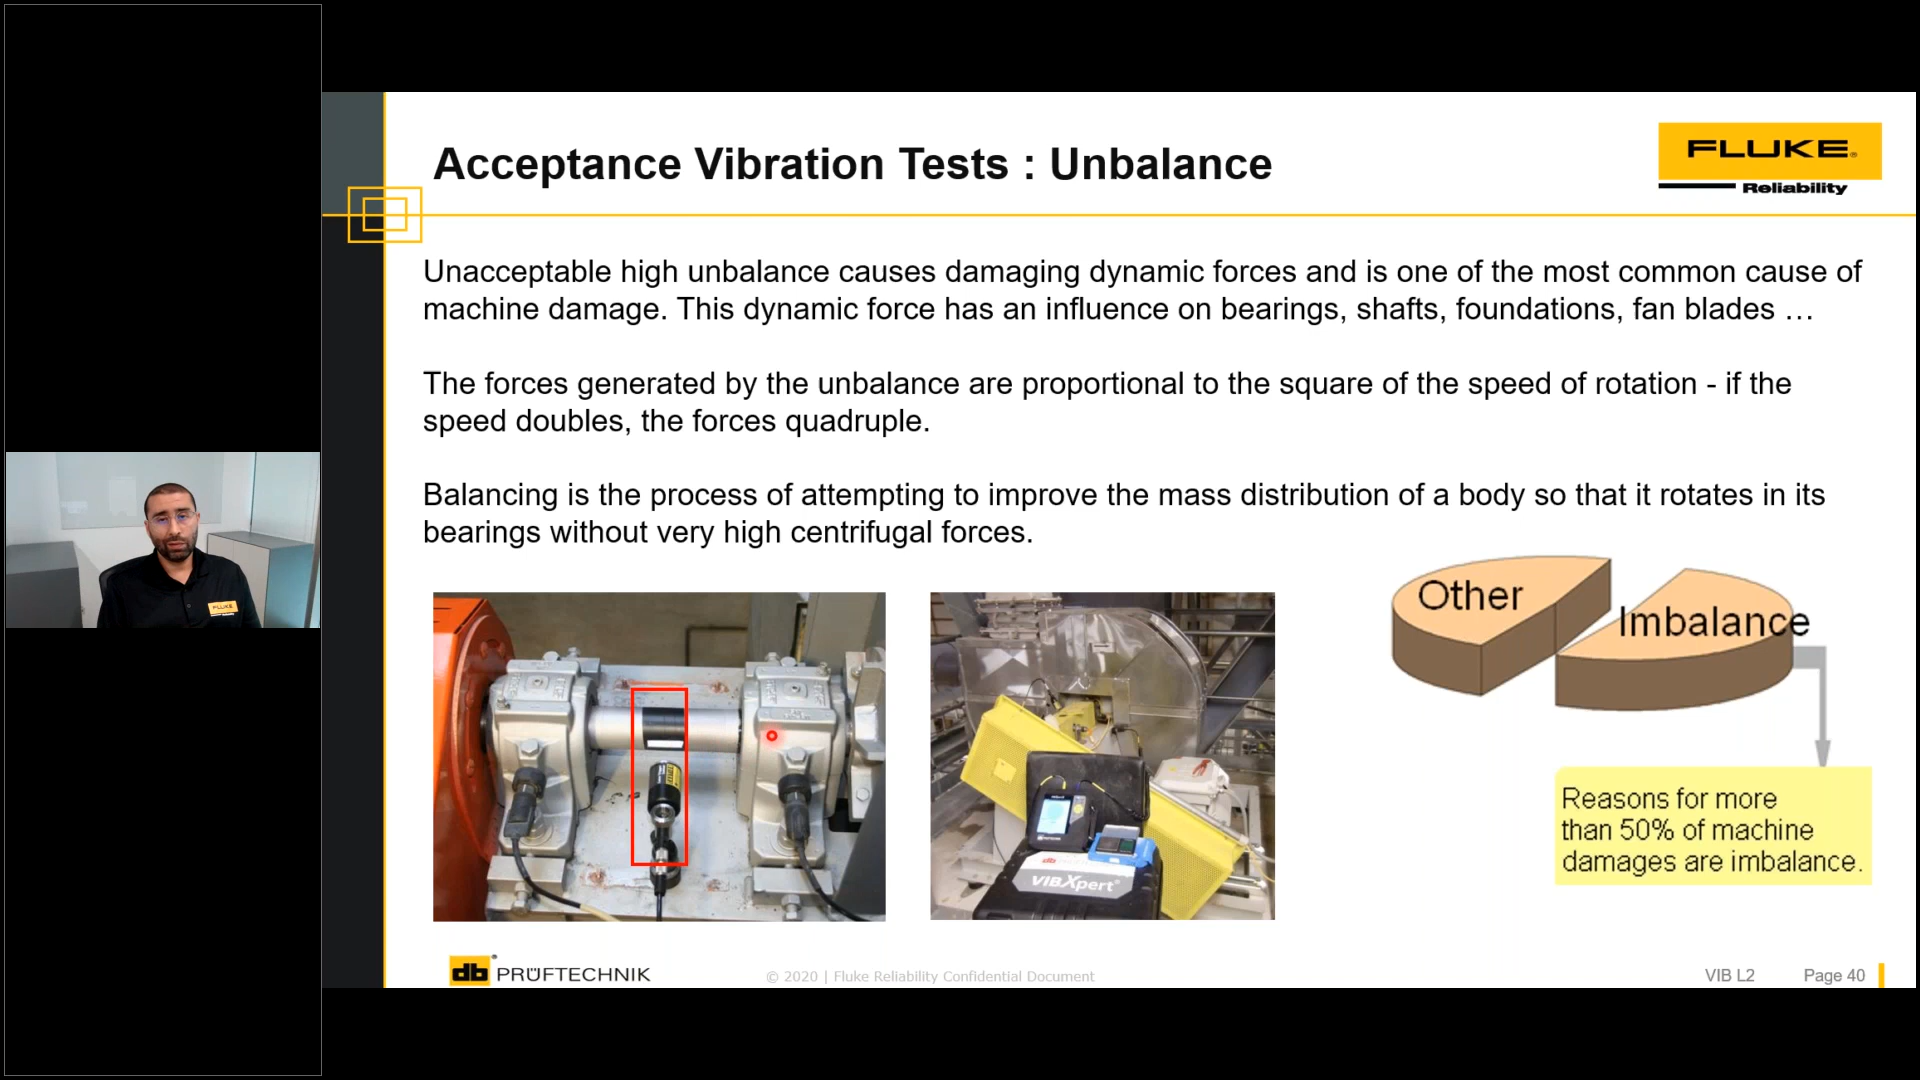 Acceptance Vibration Tests : Unbalance
FLUKE®
Reliability
Unacceptable high unbalance causes damaging dynamic forces and is one of the most common cause of
machine damage. This dynamic force has an influence on bearings, shafts, foundations, fan blades …
The forces generated by the unbalance are proportional to the square of the speed of rotation - if the
speed doubles, the forces quadruple.
Balancing is the process of attempting to improve the mass distribution of a body so that it rotates in its
bearings without very high centrifugal forces.
FLUKE
Other
Imbalance
Reasons for more
than 50% of machine
damages are imbalance.
VIBXpert®
db PRÜFTECHNIK
© 2020 | Fluke Reliability Confidential Document
VIB L2
Page 40